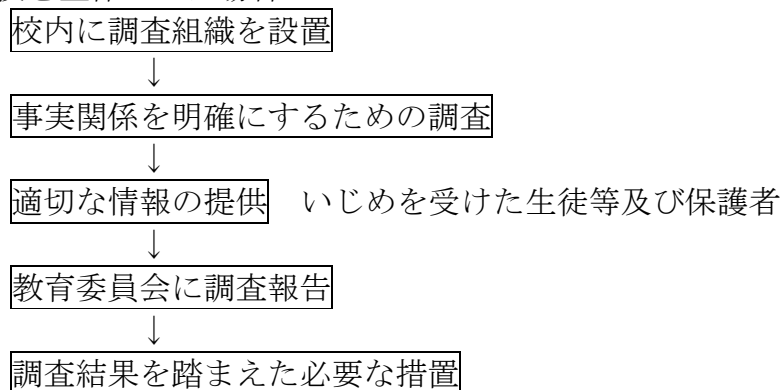 校内に調査組織を設置
↓
事実関係を明確にするための調査
↓
適切な情報の提供　いじめを受けた生徒等及び保護者
↓
教育委員会に調査報告
↓
調査結果を踏まえた必要な措置